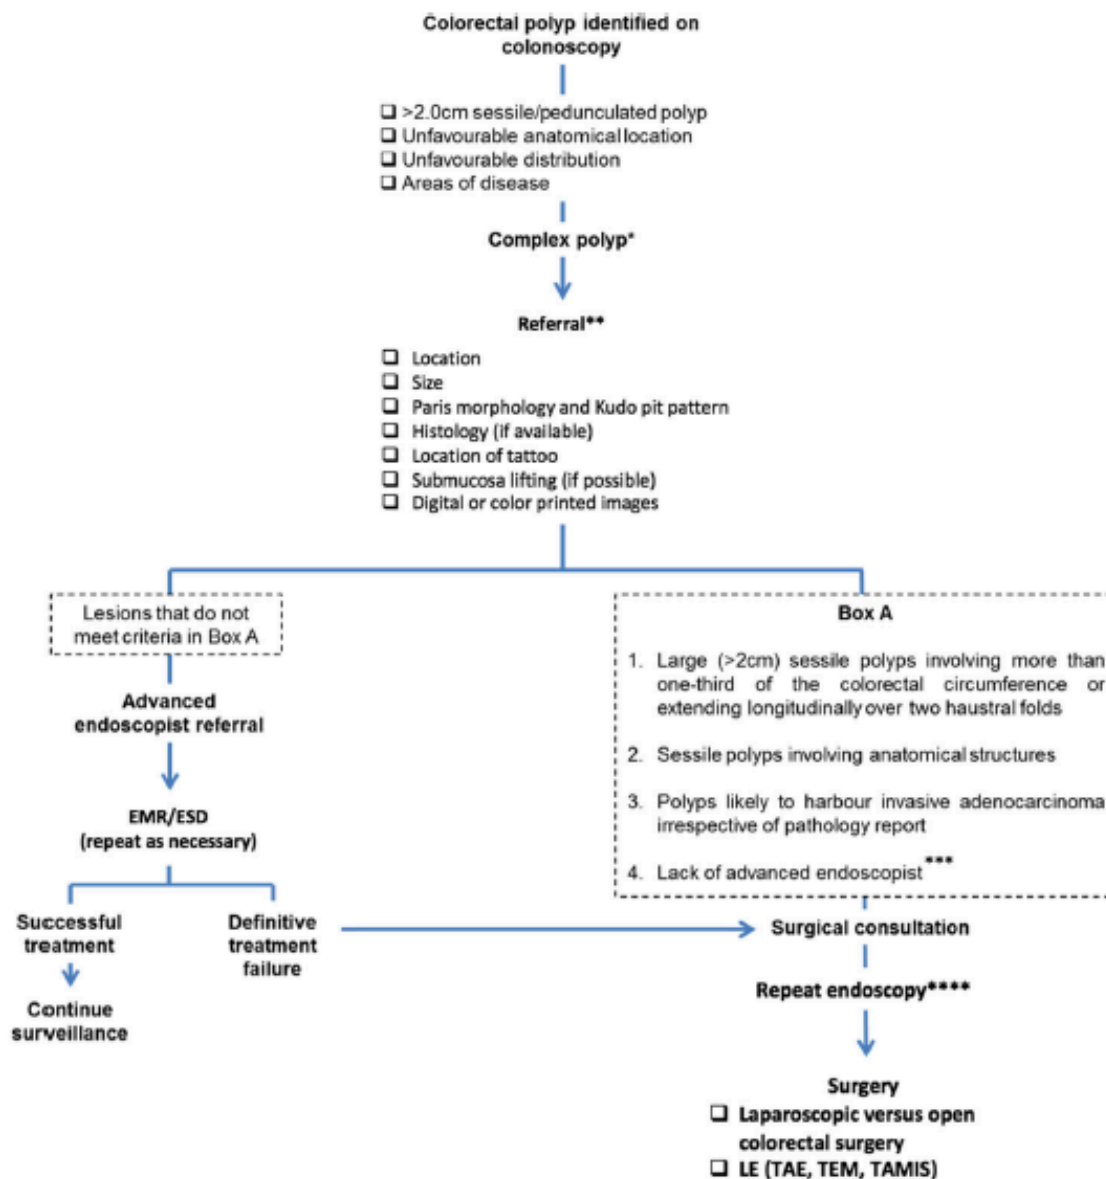 Colorectal polyp identified on
colonoscopy
❑ >2.0cm sessile/pedunculated polyp
❑ Unfavourable anatomical location
❑ Unfavourable distribution
❑ Areas of disease
Complex polyp*
Referral**
❑ Location
❑ Size
❑ Paris morphology and Kudo pit pattern
❑ Histology (if available)
❑ Location of tattoo
❑ Submucosa lifting (if possible)
❑ Digital or color printed images
Lesions that do not
meet criteria in Box A
Advanced
endoscopist referral
EMR/ESD
(repeat as necessary)
Successful
treatment
Definitive
treatment
failure
Continue
surveillance
Box A
1. Large (>2cm) sessile polyps involving more than
one-third of the colorectal circumference or
extending longitudinally over two haustral folds
2. Sessile polyps involving anatomical structures
3. Polyps likely to harbour invasive adenocarcinoma
irrespective of pathology report
4. Lack of advanced endoscopist***
Surgical consultation
Repeat endoscopy****
Surgery
❑ Laparoscopic versus open
colorectal surgery
❑ LE (TAE, TEM, TAMIS)